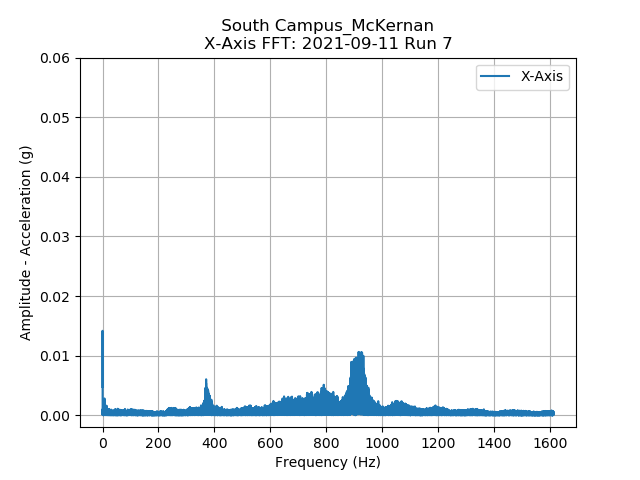 South Campus_McKernan
X-Axis FFT: 2021-09-11 Run 7
X-Axis
0.06
0.05
0.04
0.03
0.02
0.01
0.00
Amplitude - Acceleration (g)
0 200 400 600 800 1000 1200 1400 1600
Frequency (Hz)